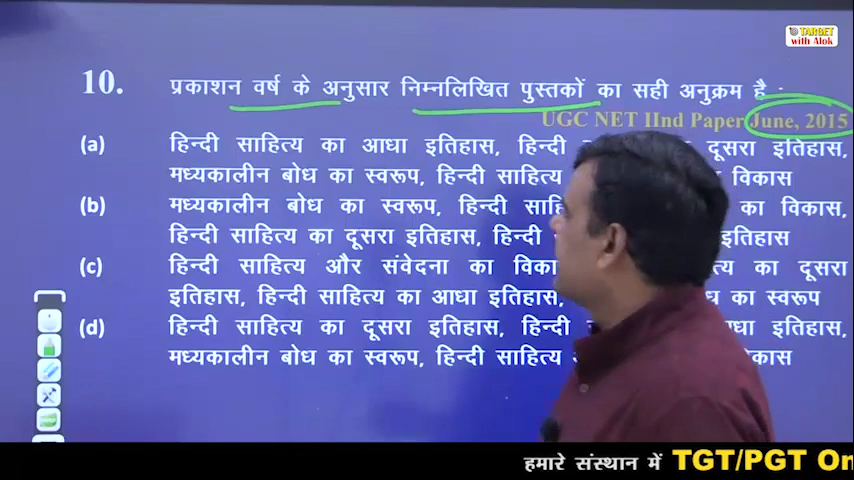 TARGET
with Alok
10. प्रकाशन वर्ष के अनुसार निम्नलिखित पुस्तकों का सही अनुक्रम है :
UGC NET IInd Paper June, 2015
(a) हिन्दी साहित्य का आधा इतिहास, हिन्दी दूसरा इतिहास,
मध्यकालीन बोध का स्वरूप, हिन्दी साहित्य विकास
(b) मध्यकालीन बोध का स्वरूप, हिन्दी का विकास,
हिन्दी साहित्य का दूसरा इतिहास, हिन्दी इतिहास
(c) हिन्दी साहित्य और संवेदना का का दूसरा
इतिहास, हिन्दी साहित्य का आधा इतिहास, का स्वरूप
(d) हिन्दी साहित्य का दूसरा इतिहास, हिन्दी इतिहास,
मध्यकालीन बोध का स्वरूप, हिन्दी साहित्य
हमारे संस्थान में TGT/PGT On